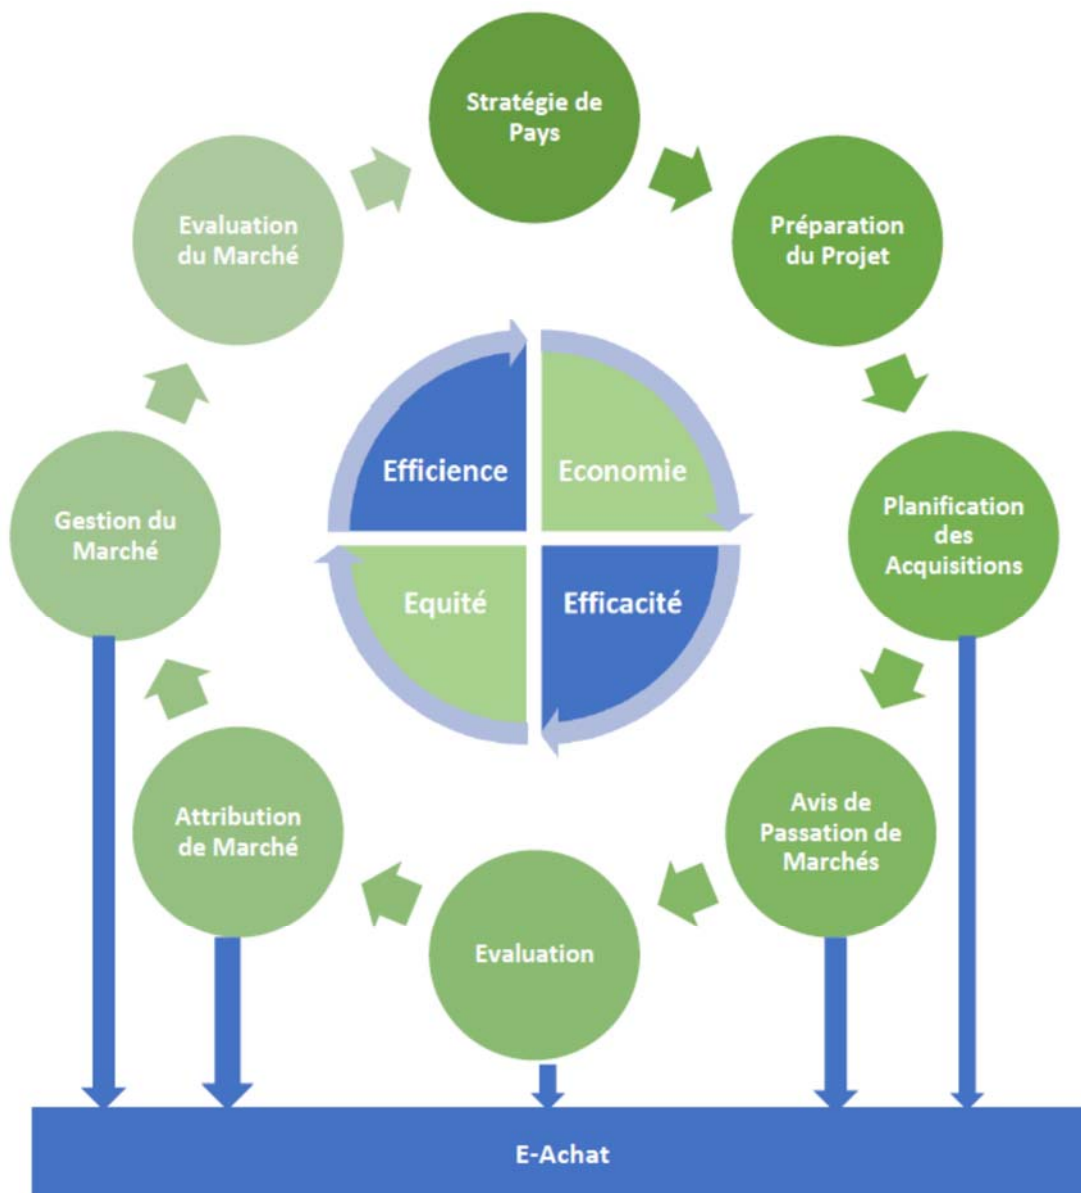 Stratégie de
Pays
Préparation
du Projet
Planification
des
Acquisitions
Avis de
Passation de
Marchés
Evaluation
Attribution
de Marché
Gestion du
Marché
Evaluation
du Marché
Efficience
Economie
Equité
Efficacité
E-Achat